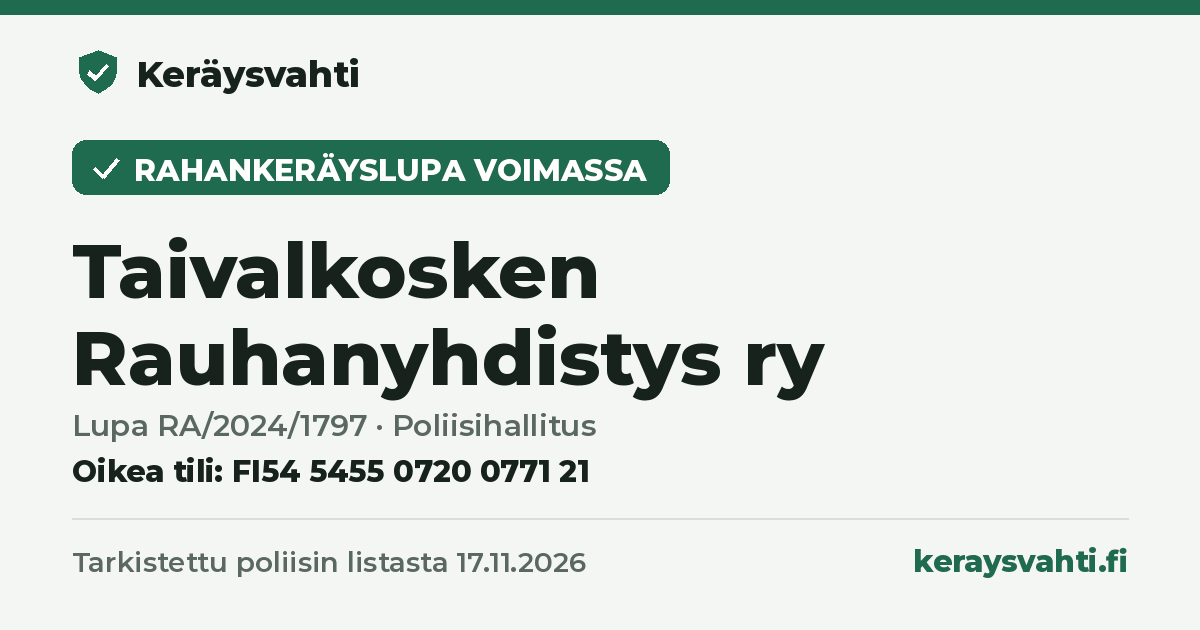 Keräysvahti
RAHANKERÄYSLUPA VOIMASSA
Taivalkosken
Rauhanyhdistys ry
Lupa RA/2024/1797 · Poliisihallitus
Oikea tili: FI54 5455 0720 0771 21
Tarkistettu poliisin listasta 17.11.2026
keraysvahti.fi